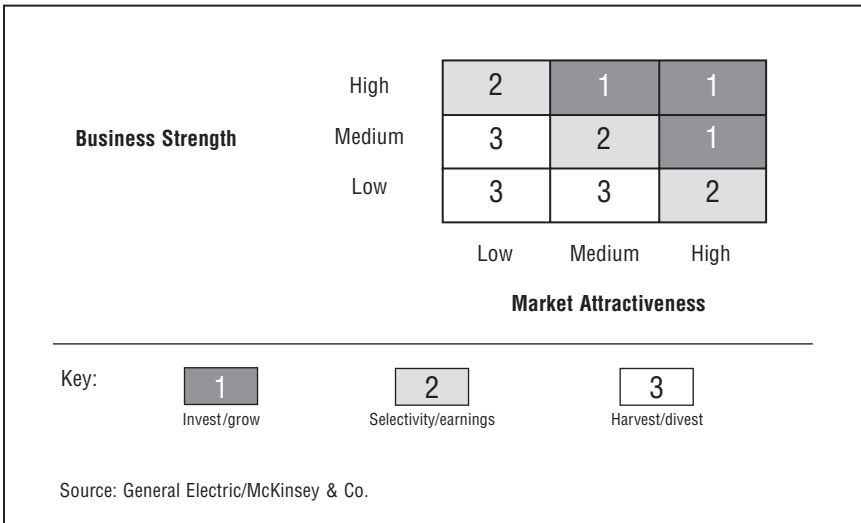 High 2 1 1
Business Strength Medium 3 2 1
Low 3 3 2
Low Medium High
Market Attractiveness
Key: 1 2 3
Invest/grow Selectivity/earnings Harvest/divest
Source: General Electric/McKinsey & Co.